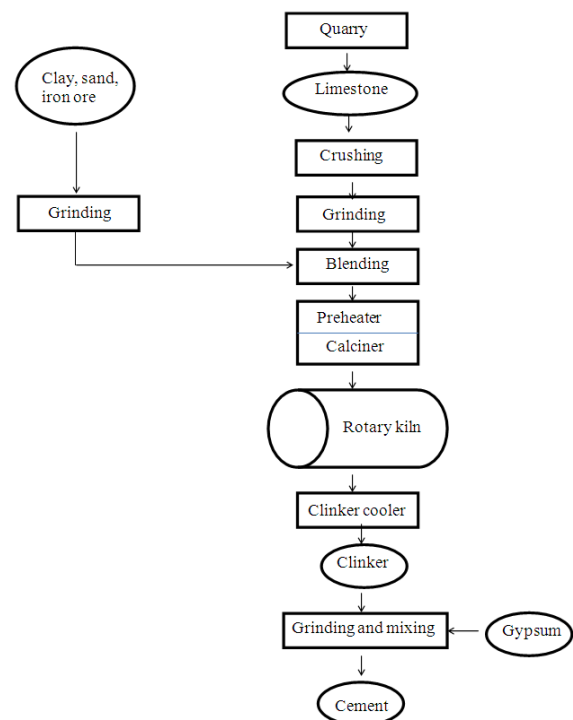 Quarry
Clay, sand,
iron ore
Limestone
Crushing
Grinding
Grinding
Blending
Preheater
Calciner
Rotary kiln
Clinker cooler
Clinker
Grinding and mixing
Gypsum
Cement